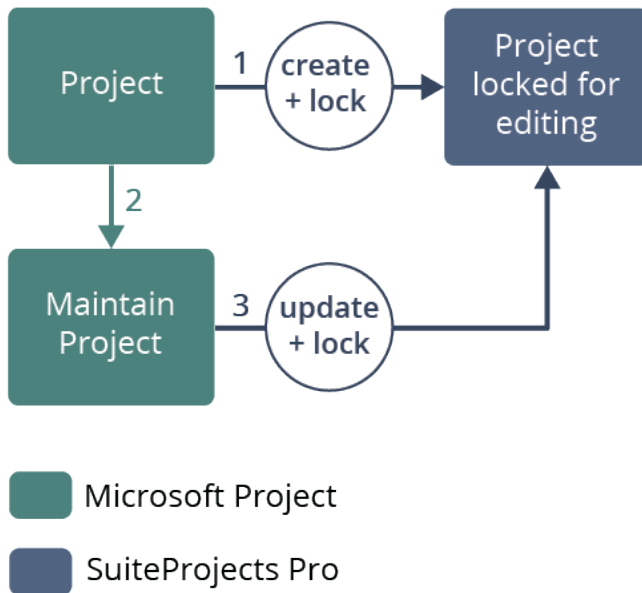 Project
1
create
+ lock
Project
locked for
editing
2
Maintain
Project
3
update
+ lock
Microsoft Project
SuiteProjects Pro